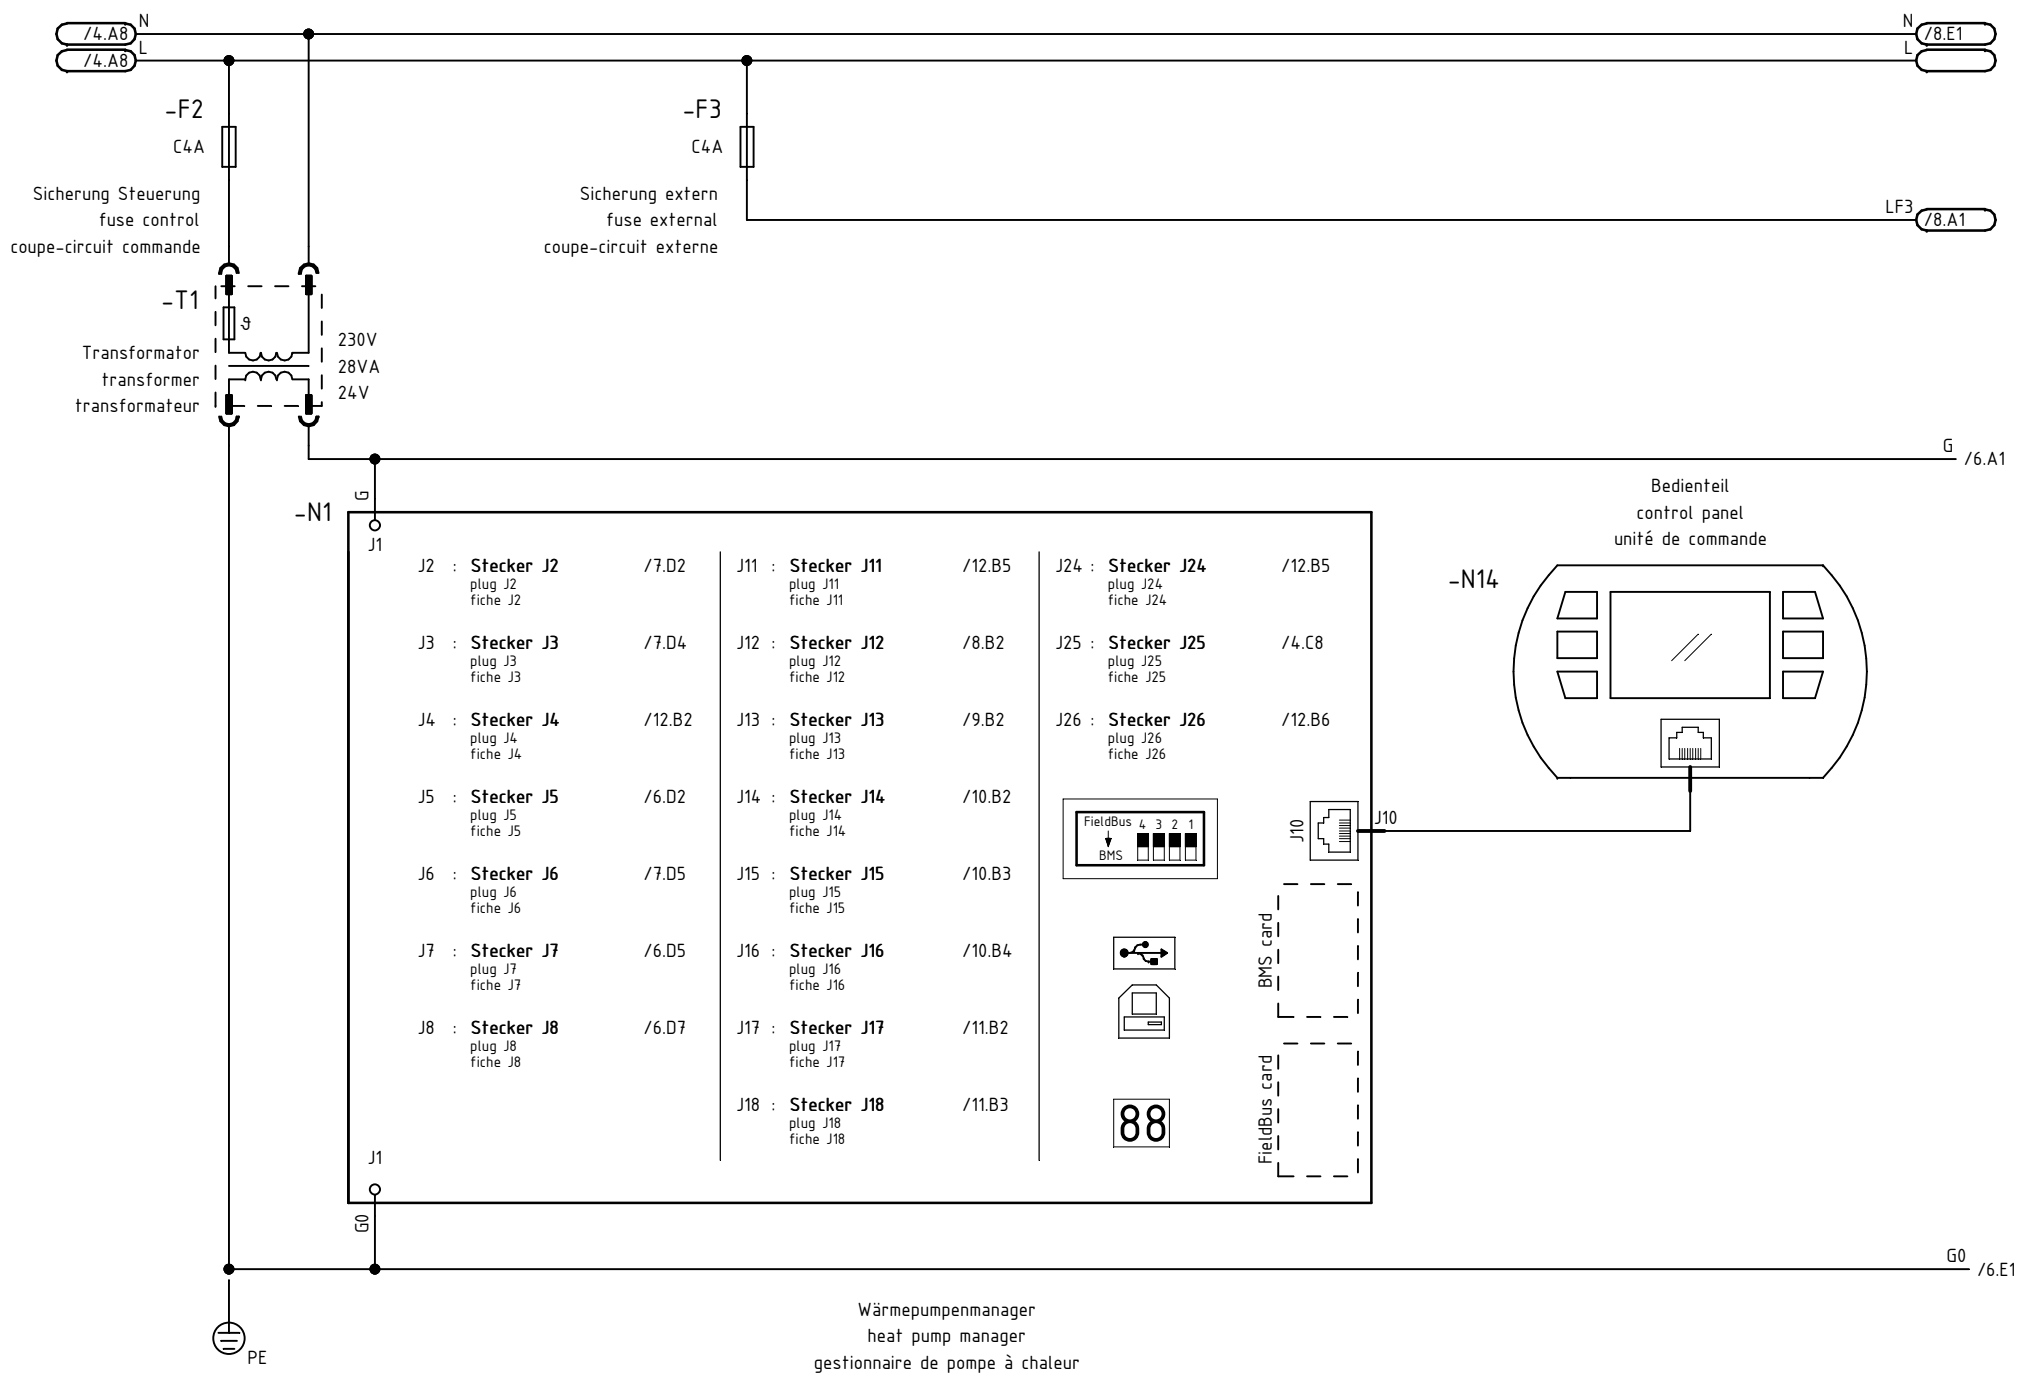 /4.A8 N N /8.E1
/4.A8 L L
-F2
C4A
Sicherung Steuerung
fuse control
coupe-circuit commande
-F3
C4A
Sicherung extern
fuse external
coupe-circuit externe
LF3 /8.A1
-T1
ϑ
Transformator
transformer
transformateur
230V
28VA
24V
G /6.A1
G
-N1
J1
J2 : Stecker J2 /7.D2
plug J2
fiche J2
J3 : Stecker J3 /7.D4
plug J3
fiche J3
J4 : Stecker J4 /12.B2
plug J4
fiche J4
J5 : Stecker J5 /6.D2
plug J5
fiche J5
J6 : Stecker J6 /7.D5
plug J6
fiche J6
J7 : Stecker J7 /6.D5
plug J7
fiche J7
J8 : Stecker J8 /6.D7
plug J8
fiche J8
J11 : Stecker J11 /12.B5
plug J11
fiche J11
J12 : Stecker J12 /8.B2
plug J12
fiche J12
J13 : Stecker J13 /9.B2
plug J13
fiche J13
J14 : Stecker J14 /10.B2
plug J14
fiche J14
J15 : Stecker J15 /10.B3
plug J15
fiche J15
J16 : Stecker J16 /10.B4
plug J16
fiche J16
J17 : Stecker J17 /11.B2
plug J17
fiche J17
J18 : Stecker J18 /11.B3
plug J18
fiche J18
J24 : Stecker J24 /12.B5
plug J24
fiche J24
J25 : Stecker J25 /4.C8
plug J25
fiche J25
J26 : Stecker J26 /12.B6
plug J26
fiche J26
FieldBus 4 3 2 1
BMS
J10
J10
BMS card
FieldBus card
88
Bedienteil
control panel
unité de commande
-N14
J1
G0
G0 /6.E1
PE
Wärmepumpenmanager
heat pump manager
gestionnaire de pompe à chaleur